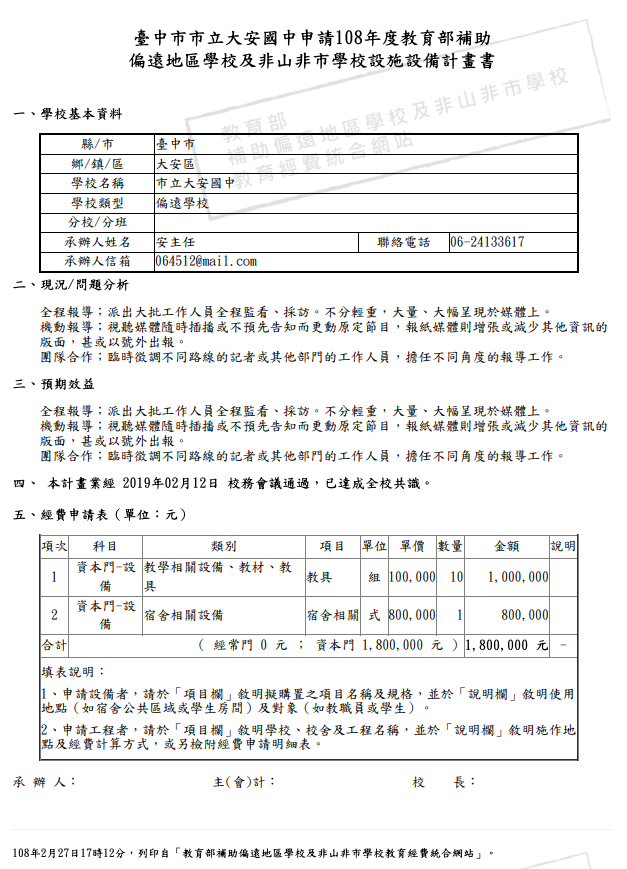 臺中市市立大安國中申請108年度教育部補助
偏遠地區學校及非山非市學校設施設備計畫書
教育部
補助偏遠地區學校及非山非市學校
教育經費統合網站
一、學校基本資料
縣/市 臺中市
鄉/鎮/區 大安區
學校名稱 市立大安國中
學校類型 偏遠學校
分校/分班
承辦人姓名 安主任 聯絡電話 06-24133617
承辦人信箱 064512@mail.com
二、現況/問題分析
全程報導；派出大批工作人員全程監看、採訪。不分輕重，大量、大幅呈現於媒體上。
機動報導；視聽媒體隨時插播或不預先告知而更動原定節目，報紙媒體則增張或減少其他資訊的
版面，甚或以號外出報。
團隊合作；臨時微調不同路線的記者或其他部門的工作人員，擔任不同角度的報導工作。
三、預期效益
全程報導；派出大批工作人員全程監看、採訪。不分輕重，大量、大幅呈現於媒體上。
機動報導；視聽媒體隨時插播或不預先告知而更動原定節目，報紙媒體則增張或減少其他資訊的
版面，甚或以號外出報。
團隊合作；臨時微調不同路線的記者或其他部門的工作人員，擔任不同角度的報導工作。
四、 本計畫業經 2019年02月12日 校務會議通過，已達成全校共識。
五、經費申請表（單位：元）
項次 科目 類別 項目 單位 單價 數量 金額 說明
1 資本門-設備 教學相關設備、教材、教具 教具 組 100,000 10 1,000,000
2 資本門-設備 宿舍相關設備 宿舍相關 式 800,000 1 800,000
合計 ( 經常門 0 元 ； 資本門 1,800,000 元 ) 1,800,000 元 -
填表說明：
1、申請設備者，請於「項目欄」敘明擬購置之項目名稱及規格，並於「說明欄」敘明使用
地點（如宿舍公共區域或學生房間）及對象（如教職員或學生）。
2、申請工程者，請於「項目欄」敘明學校、校舍及工程名稱，並於「說明欄」敘明施作地
點及經費計算方式，或另檢附經費申請明細表。
承 辦 人： 主(會)計： 校 長：
108年2月27日17時12分，列印自「教育部補助偏遠地區學校及非山非市學校教育經費統合網站」。